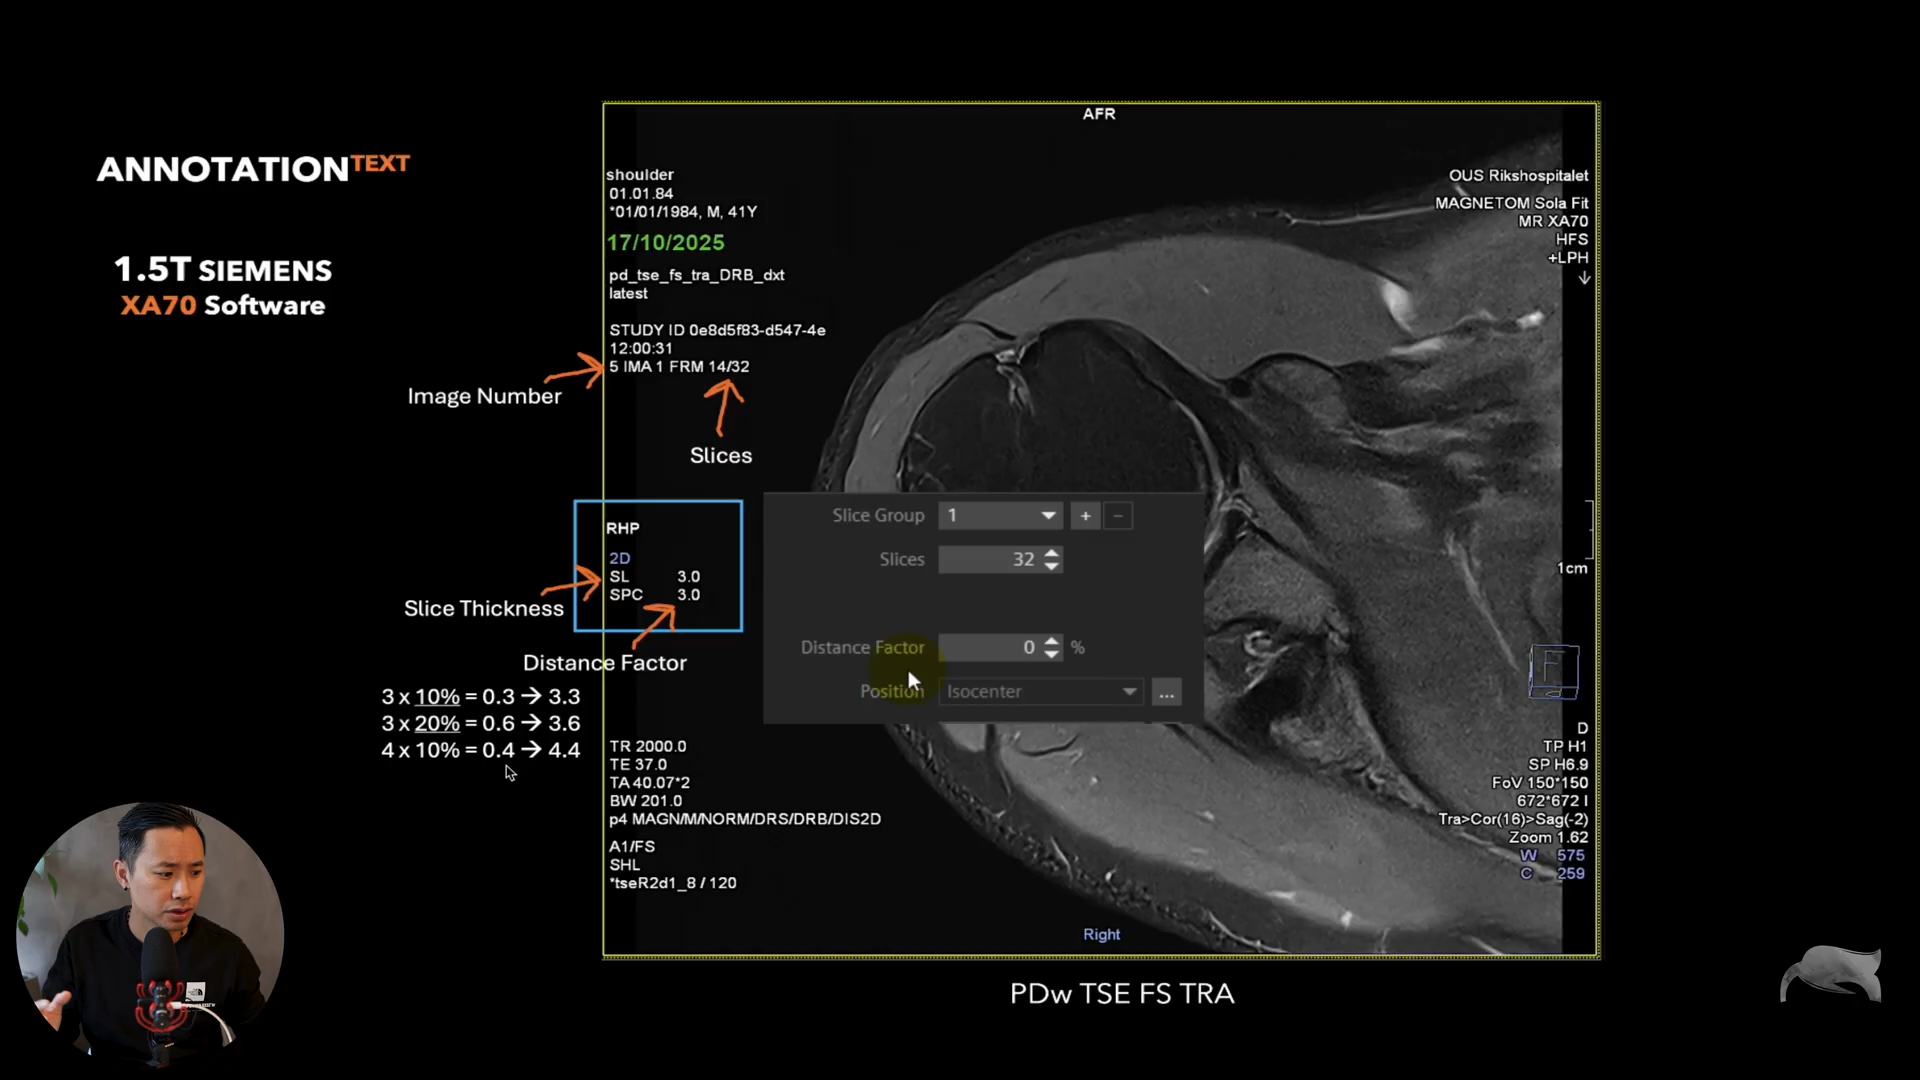 ANNOTATION TEXT
1.5T SIEMENS
XA70 Software
AFR
shoulder
01.01.84
*01/01/1984, M, 41Y
17/10/2025
pd_tse_fs_tra_DRB_dxt
latest
STUDY ID 0e8d5f83-d547-4e
12:00:31
5 IMA 1 FRM 14/32
Image Number
Slices
OUS Rikshospitalet
MAGNETOM Sola Fit
MR XA70
HFS
+LPH
RHP
2D
SL 3.0
SPC 3.0
Slice Thickness
Distance Factor
3 x 10% = 0.3 → 3.3
3 x 20% = 0.6 → 3.6
4 x 10% = 0.4 → 4.4
Slice Group 1 + −
Slices 32
Distance Factor 0 %
Position Isocenter ...
1cm
F
TR 2000.0
TE 37.0
TA 40.07*2
BW 201.0
p4 MAGN/M/NORM/DRS/DRB/DIS2D
A1/FS
SHL
*tseR2d1_8 / 120
D
TP H1
SP H6.9
FoV 150*150
672*672 I
Tra>Cor(16)>Sag(-2)
Zoom 1.62
W 575
C 259
Right
PDw TSE FS TRA